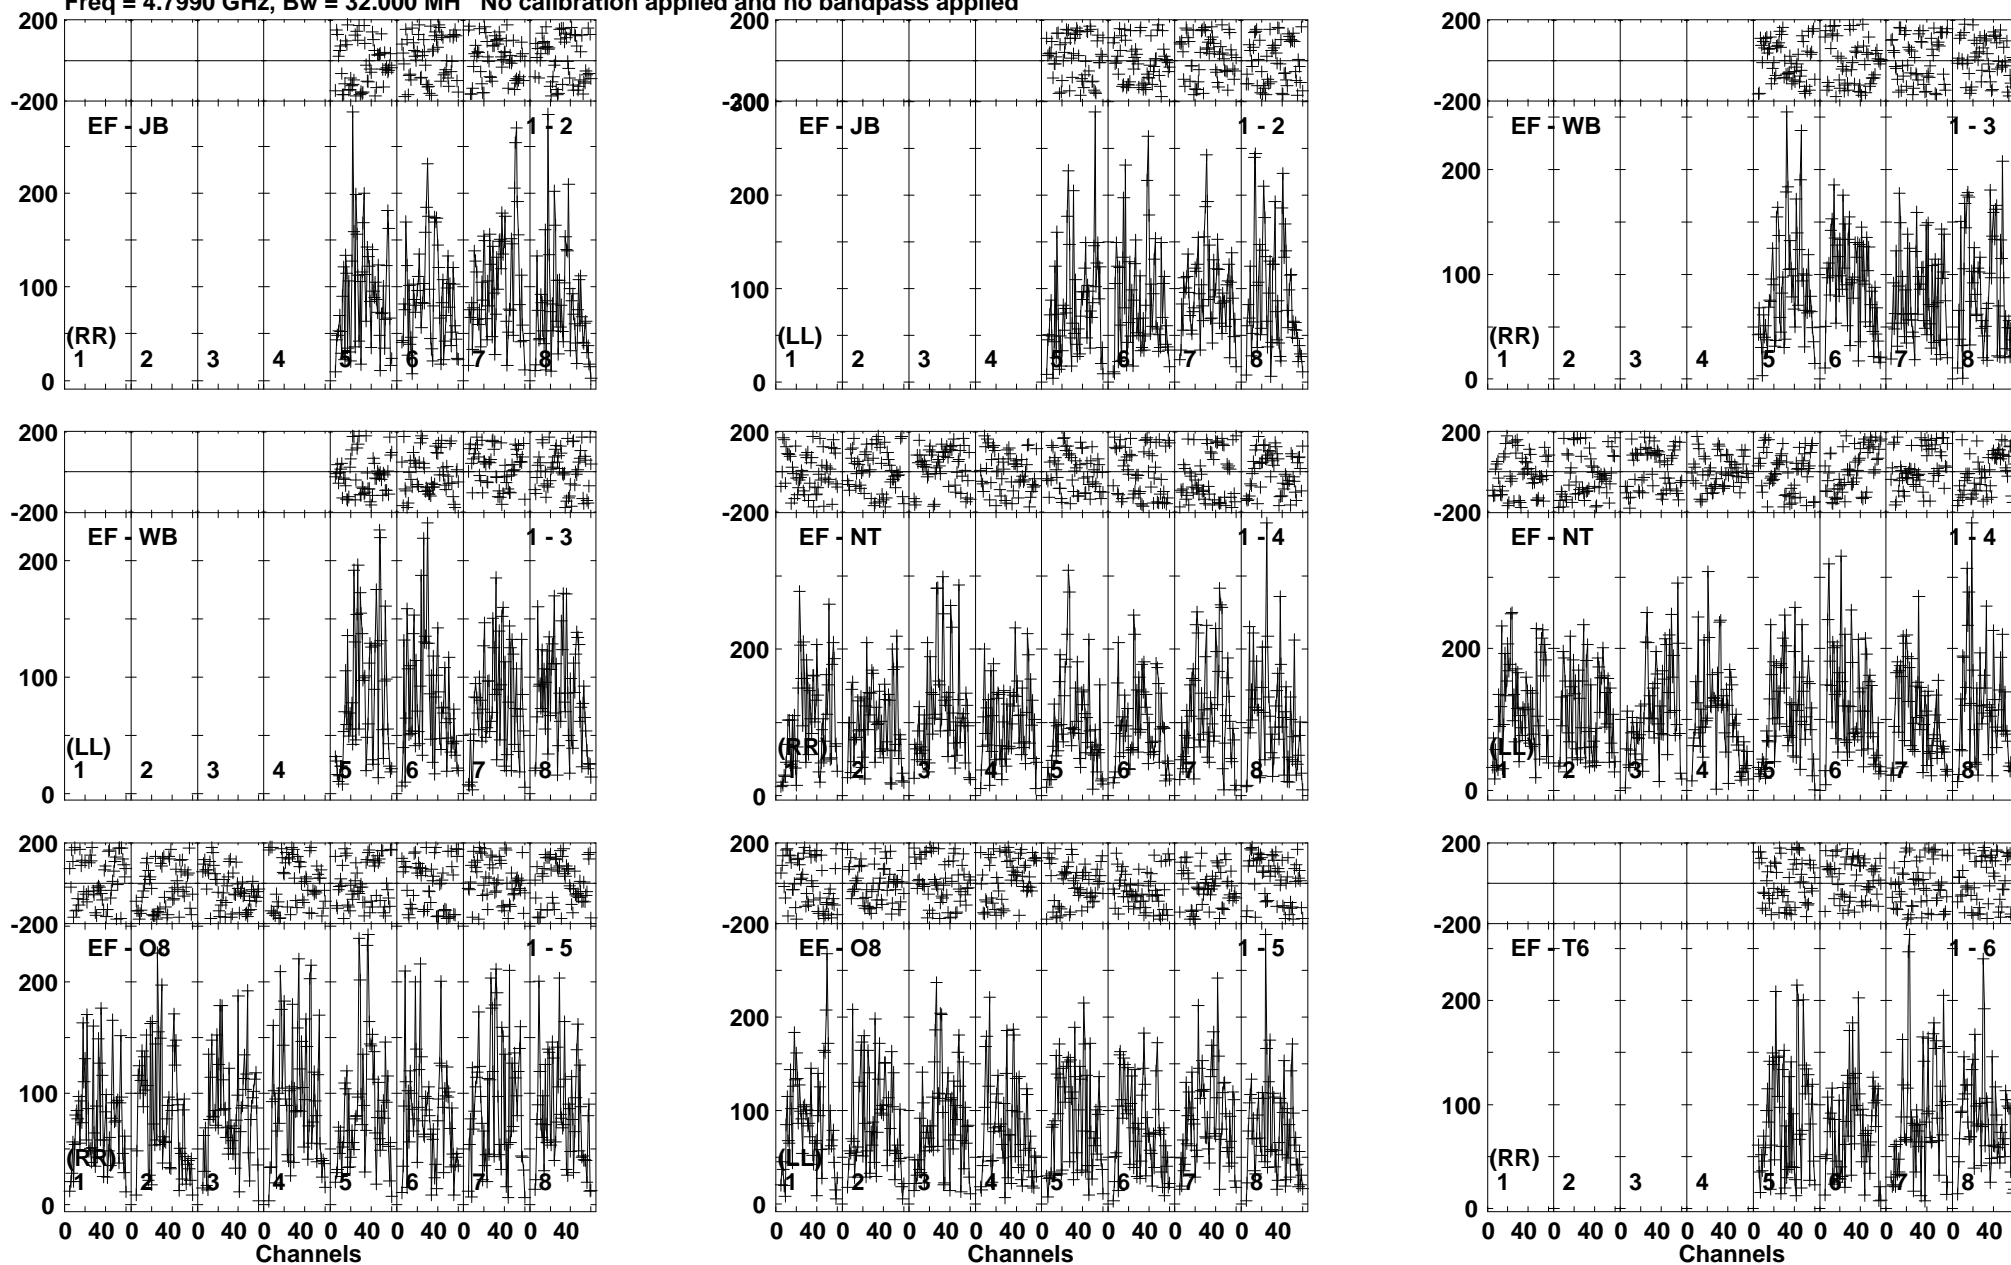 Freq = 4.7990 GHz, Bw = 32.000 MH No calibration applied and no bandpass applied
200 200 200
-200 -200 300 -200
EF - JB 1 - 2 EF - JB 1 - 2 EF - WB 1 - 3
200 200 200
100 100 100
(RR) (LL) (RR)
1 2 3 4 5 6 7 8 1 2 3 4 5 6 7 8 1 2 3 4 5 6 7 8
0 0 0
200 200 200
-200 -200 -200
EF - WB 1 - 3 EF - NT 1 - 4 EF - NT 1 - 4
200 200 200
100
(LL) (RR) (LL)
1 2 3 4 5 6 7 8 1 2 3 4 5 6 7 8 1 2 3 4 5 6 7 8
0 0 0
200 200 200
-200 -200 -200
EF - O8 1 - 5 EF - O8 1 - 5 EF - T6 1 - 6
200 200 200
100 100 100
(RR) (LL) (RR)
1 2 3 4 5 6 7 8 1 2 3 4 5 6 7 8 1 2 3 4 5 6 7 8
0 0 0
0 40 0 40 0 40 0 40 0 40 0 40 0 40 0 40 0 40 0 40 0 40 0 40 0 40 0 40 0 40 0 40 0 40 0 40 0 40 0 40 0 40 0 40 0 40 0 40
Channels Channels Channels